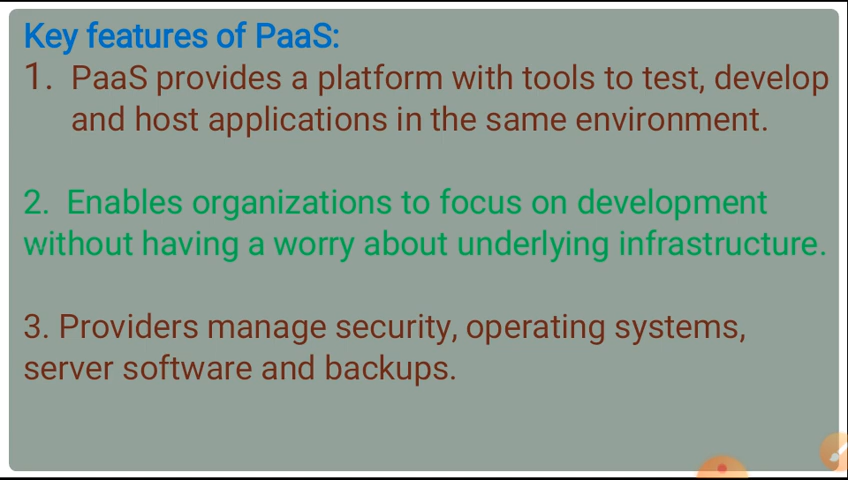 Key features of PaaS:
1. PaaS provides a platform with tools to test, develop
and host applications in the same environment.
2. Enables organizations to focus on development
without having a worry about underlying infrastructure.
3. Providers manage security, operating systems,
server software and backups.